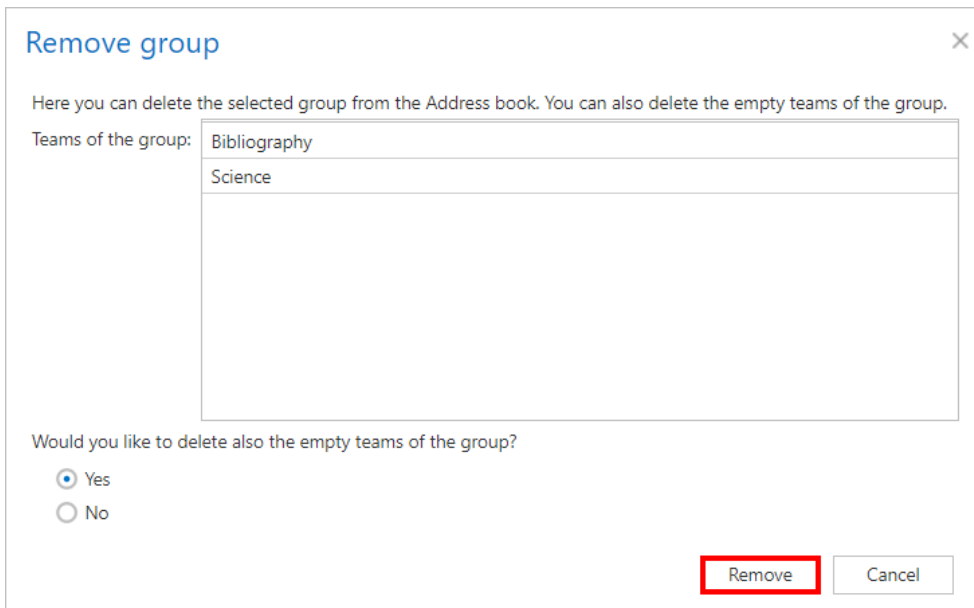 Remove group
Here you can delete the selected group from the Address book. You can also delete the empty teams of the group.
Teams of the group:
Bibliography
Science
Would you like to delete also the empty teams of the group?
Yes
No
Remove
Cancel